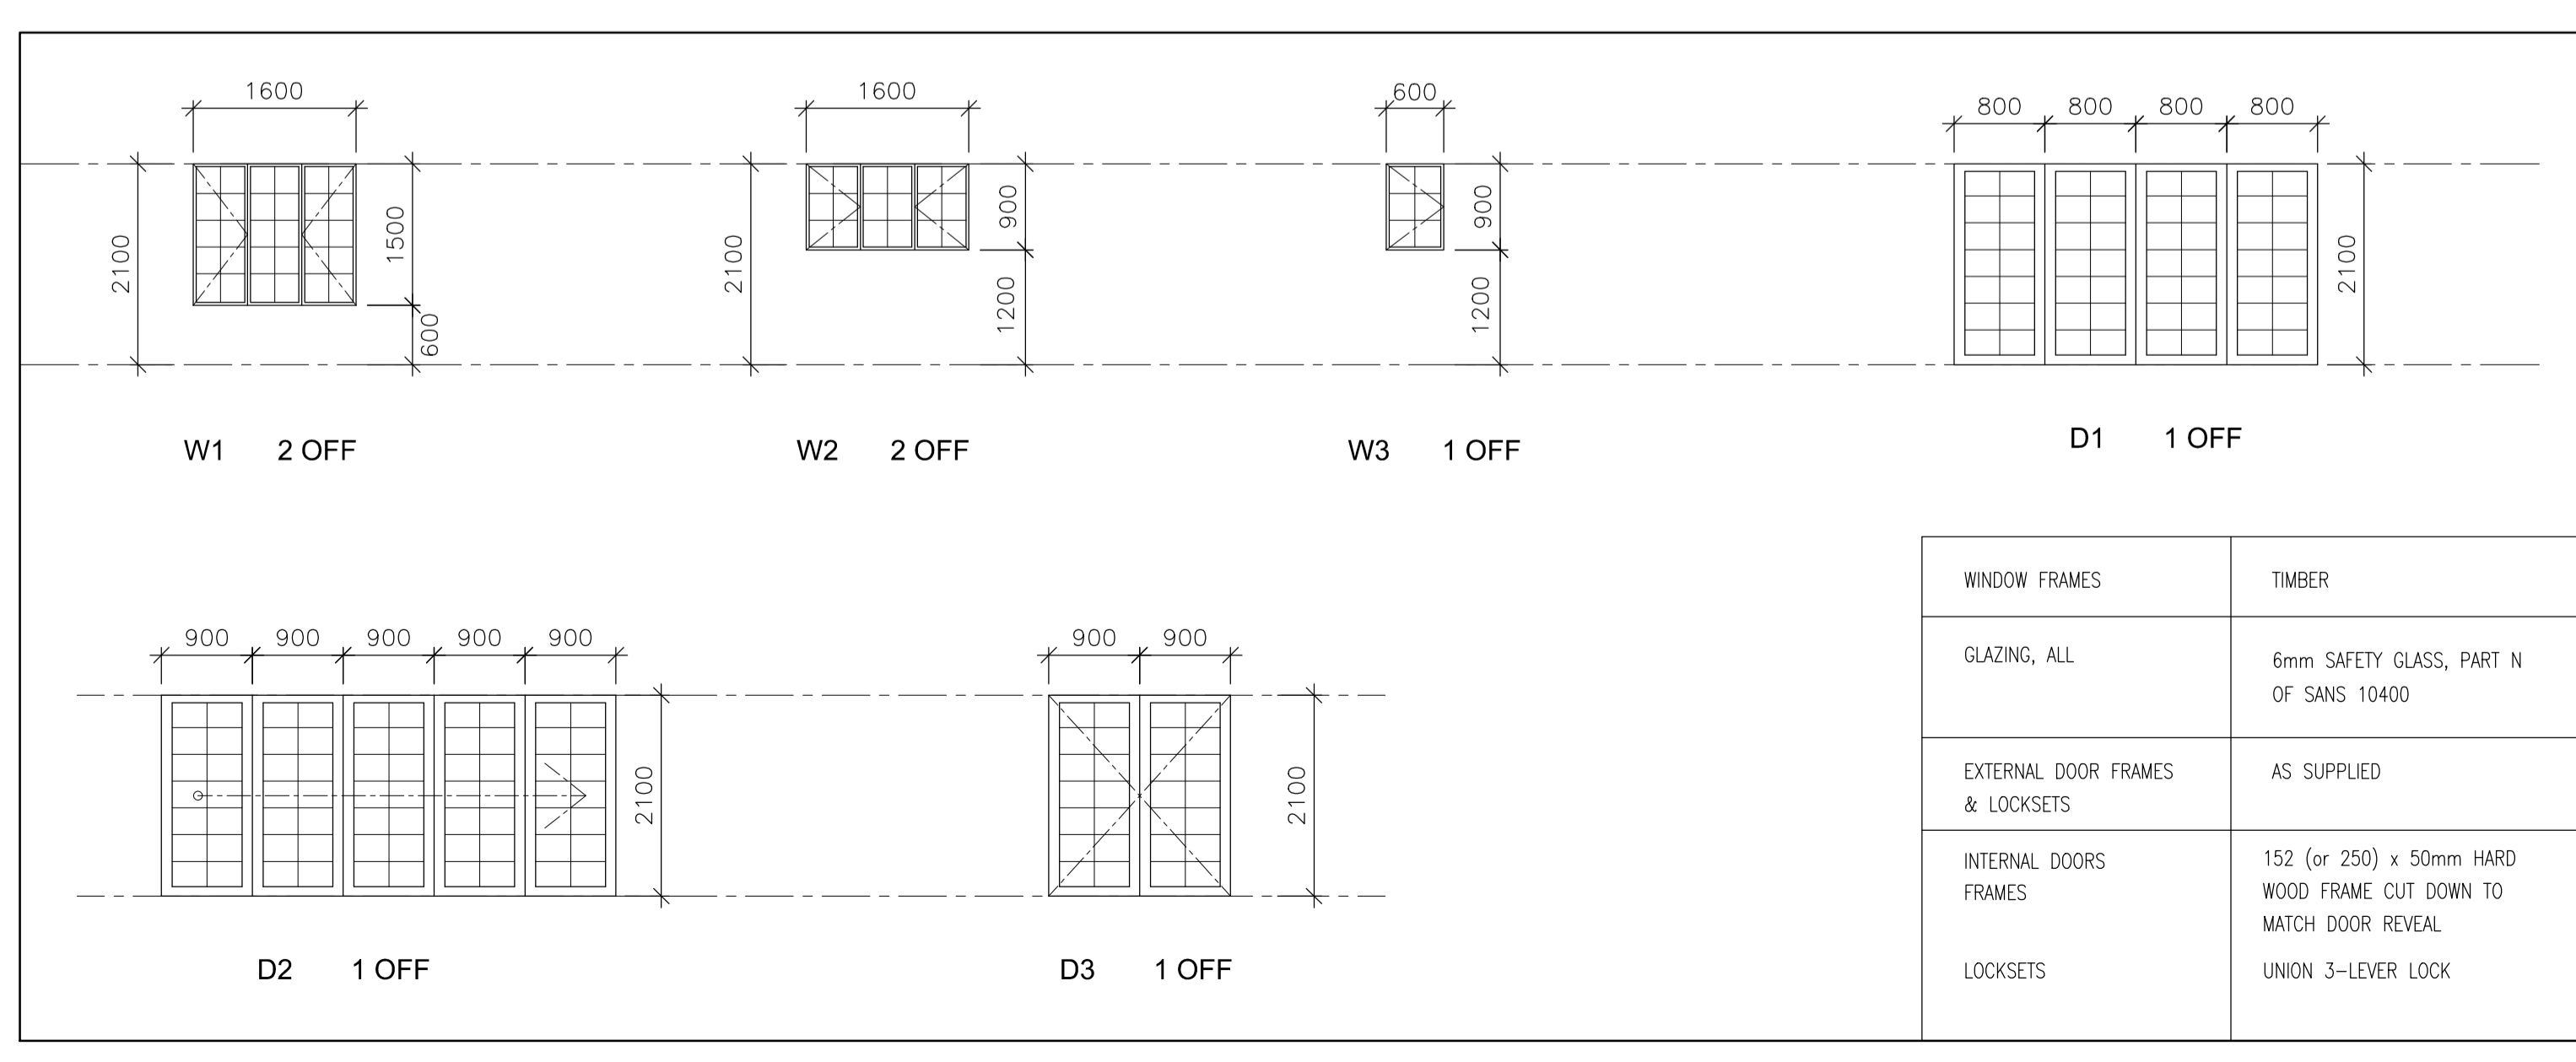 1600
2100
1500
600
W1 2 OFF
1600
2100
900
1200
W2 2 OFF
600
900
1200
W3 1 OFF
800 800 800 800
2100
D1 1 OFF
900 900 900 900 900
2100
D2 1 OFF
900 900
2100
D3 1 OFF
WINDOW FRAMES
TIMBER
GLAZING, ALL
6mm SAFETY GLASS, PART N
OF SANS 10400
EXTERNAL DOOR FRAMES
& LOCKSETS
AS SUPPLIED
INTERNAL DOORS
FRAMES
152 (or 250) x 50mm HARD
WOOD FRAME CUT DOWN TO
MATCH DOOR REVEAL
LOCKSETS
UNION 3-LEVER LOCK